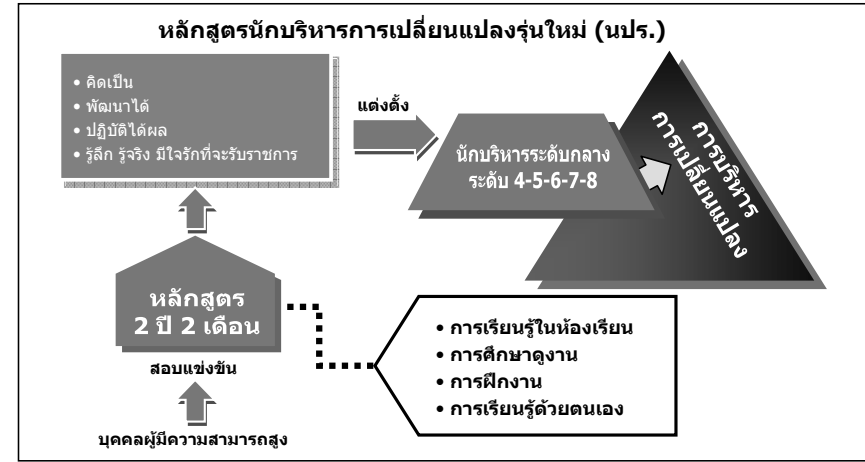 หลักสูตรนักบริหารการเปลี่ยนแปลงรุ่นใหม่ (นปร.)
• คิดเป็น
• พัฒนาได้
• ปฏิบัติได้ผล
• รู้ลึก รู้จริง มีใจรักที่จะรับราชการ
แต่งตั้ง
นักบริหารระดับกลาง
ระดับ 4-5-6-7-8
การบริหาร
การเปลี่ยนแปลง
หลักสูตร
2 ปี 2 เดือน
สอบแข่งขัน
บุคคลผู้มีความสามารถสูง
• การเรียนรู้ในห้องเรียน
• การศึกษาดูงาน
• การฝึกงาน
• การเรียนรู้ด้วยตนเอง